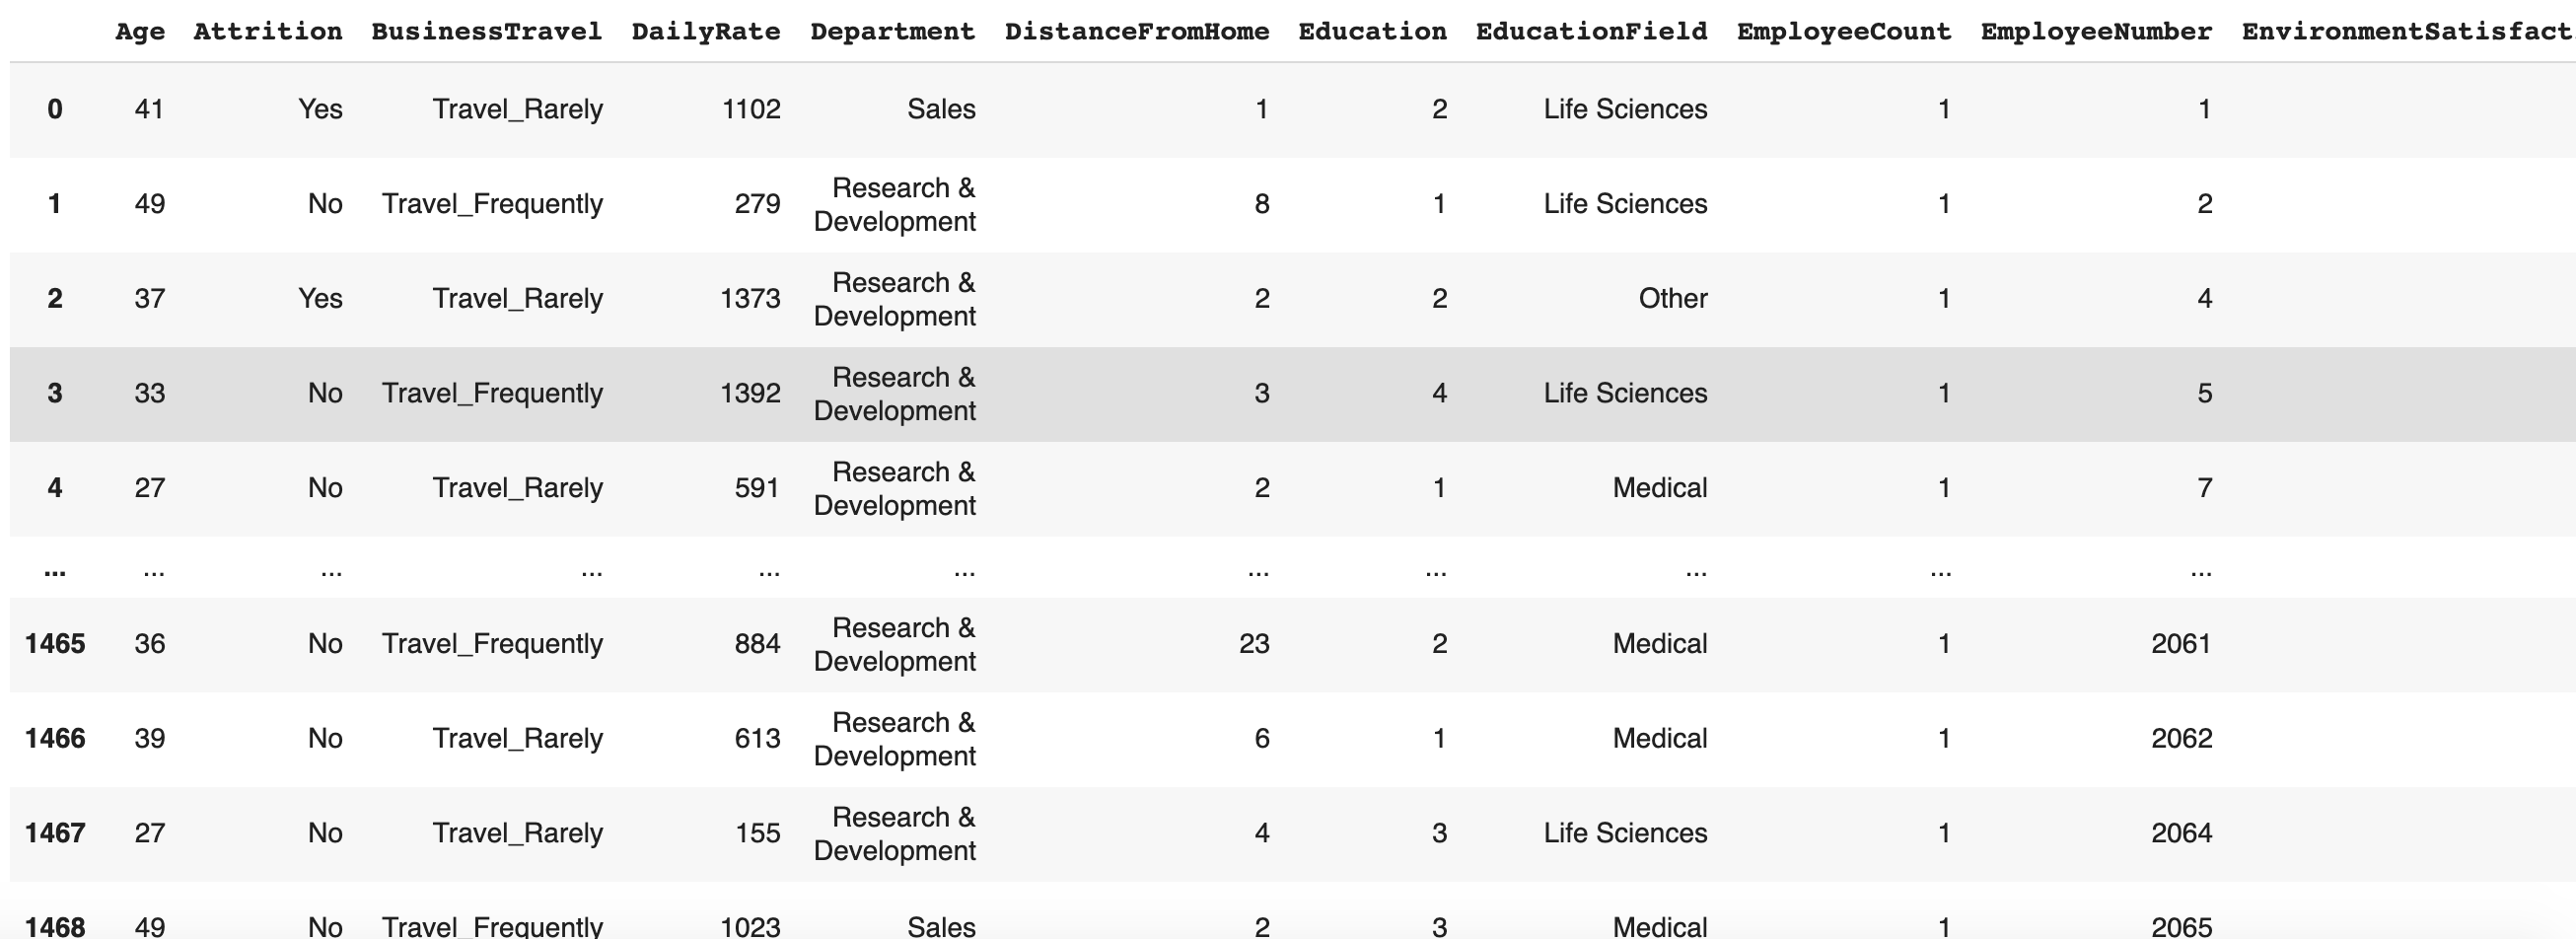 Age Attrition BusinessTravel DailyRate Department DistanceFromHome Education EducationField EmployeeCount EmployeeNumber EnvironmentSatisfact
0 41 Yes Travel_Rarely 1102 Sales 1 2 Life Sciences 1 1
1 49 No Travel_Frequently 279 Research & Development 8 1 Life Sciences 1 2
2 37 Yes Travel_Rarely 1373 Research & Development 2 2 Other 1 4
3 33 No Travel_Frequently 1392 Research & Development 3 4 Life Sciences 1 5
4 27 No Travel_Rarely 591 Research & Development 2 1 Medical 1 7
... ... ... ... ... ... ... ... ... ... ...
1465 36 No Travel_Frequently 884 Research & Development 23 2 Medical 1 2061
1466 39 No Travel_Rarely 613 Research & Development 6 1 Medical 1 2062
1467 27 No Travel_Rarely 155 Research & Development 4 3 Life Sciences 1 2064
1468 49 No Travel_Frequently 1023 Sales 2 3 Medical 1 2065